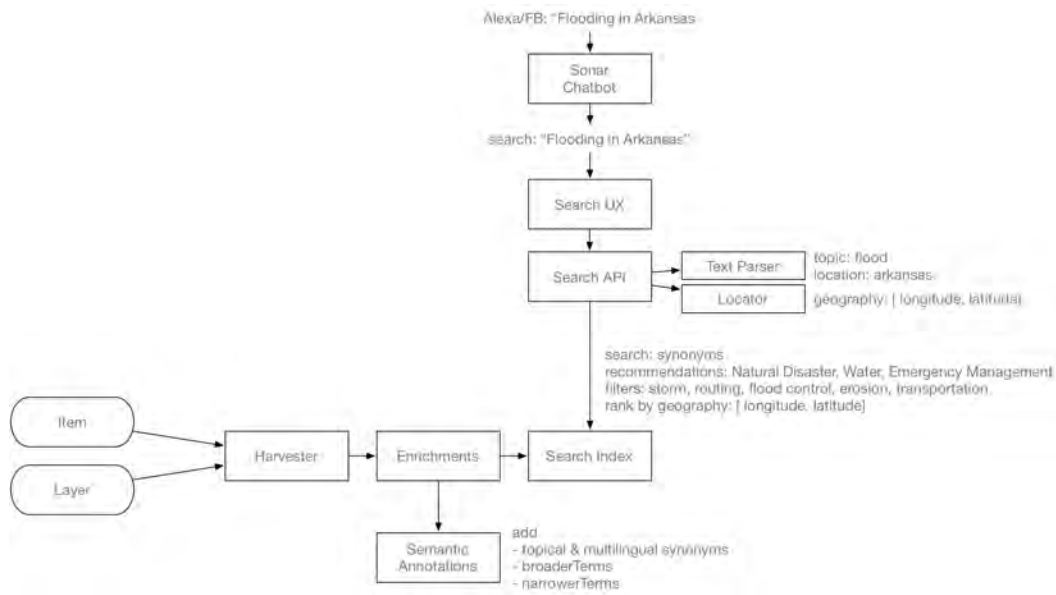 Alexa/FB: "Flooding in Arkansas
Sonar
Chatbot
search: "Flooding in Arkansas"
Search UX
Search API
Text Parser
topic: flood
location: arkansas
Locator
geography: [ longitude, latitude]
search: synonyms
recommendations: Natural Disaster, Water, Emergency Management
filters: storm, routing, flood control, erosion, transportation
rank by geography: [ longitude, latitude]
Item
Layer
Harvester
Enrichments
Search Index
Semantic
Annotations
add
- topical & multilingual synonyms
- broaderTerms
- narrowerTerms